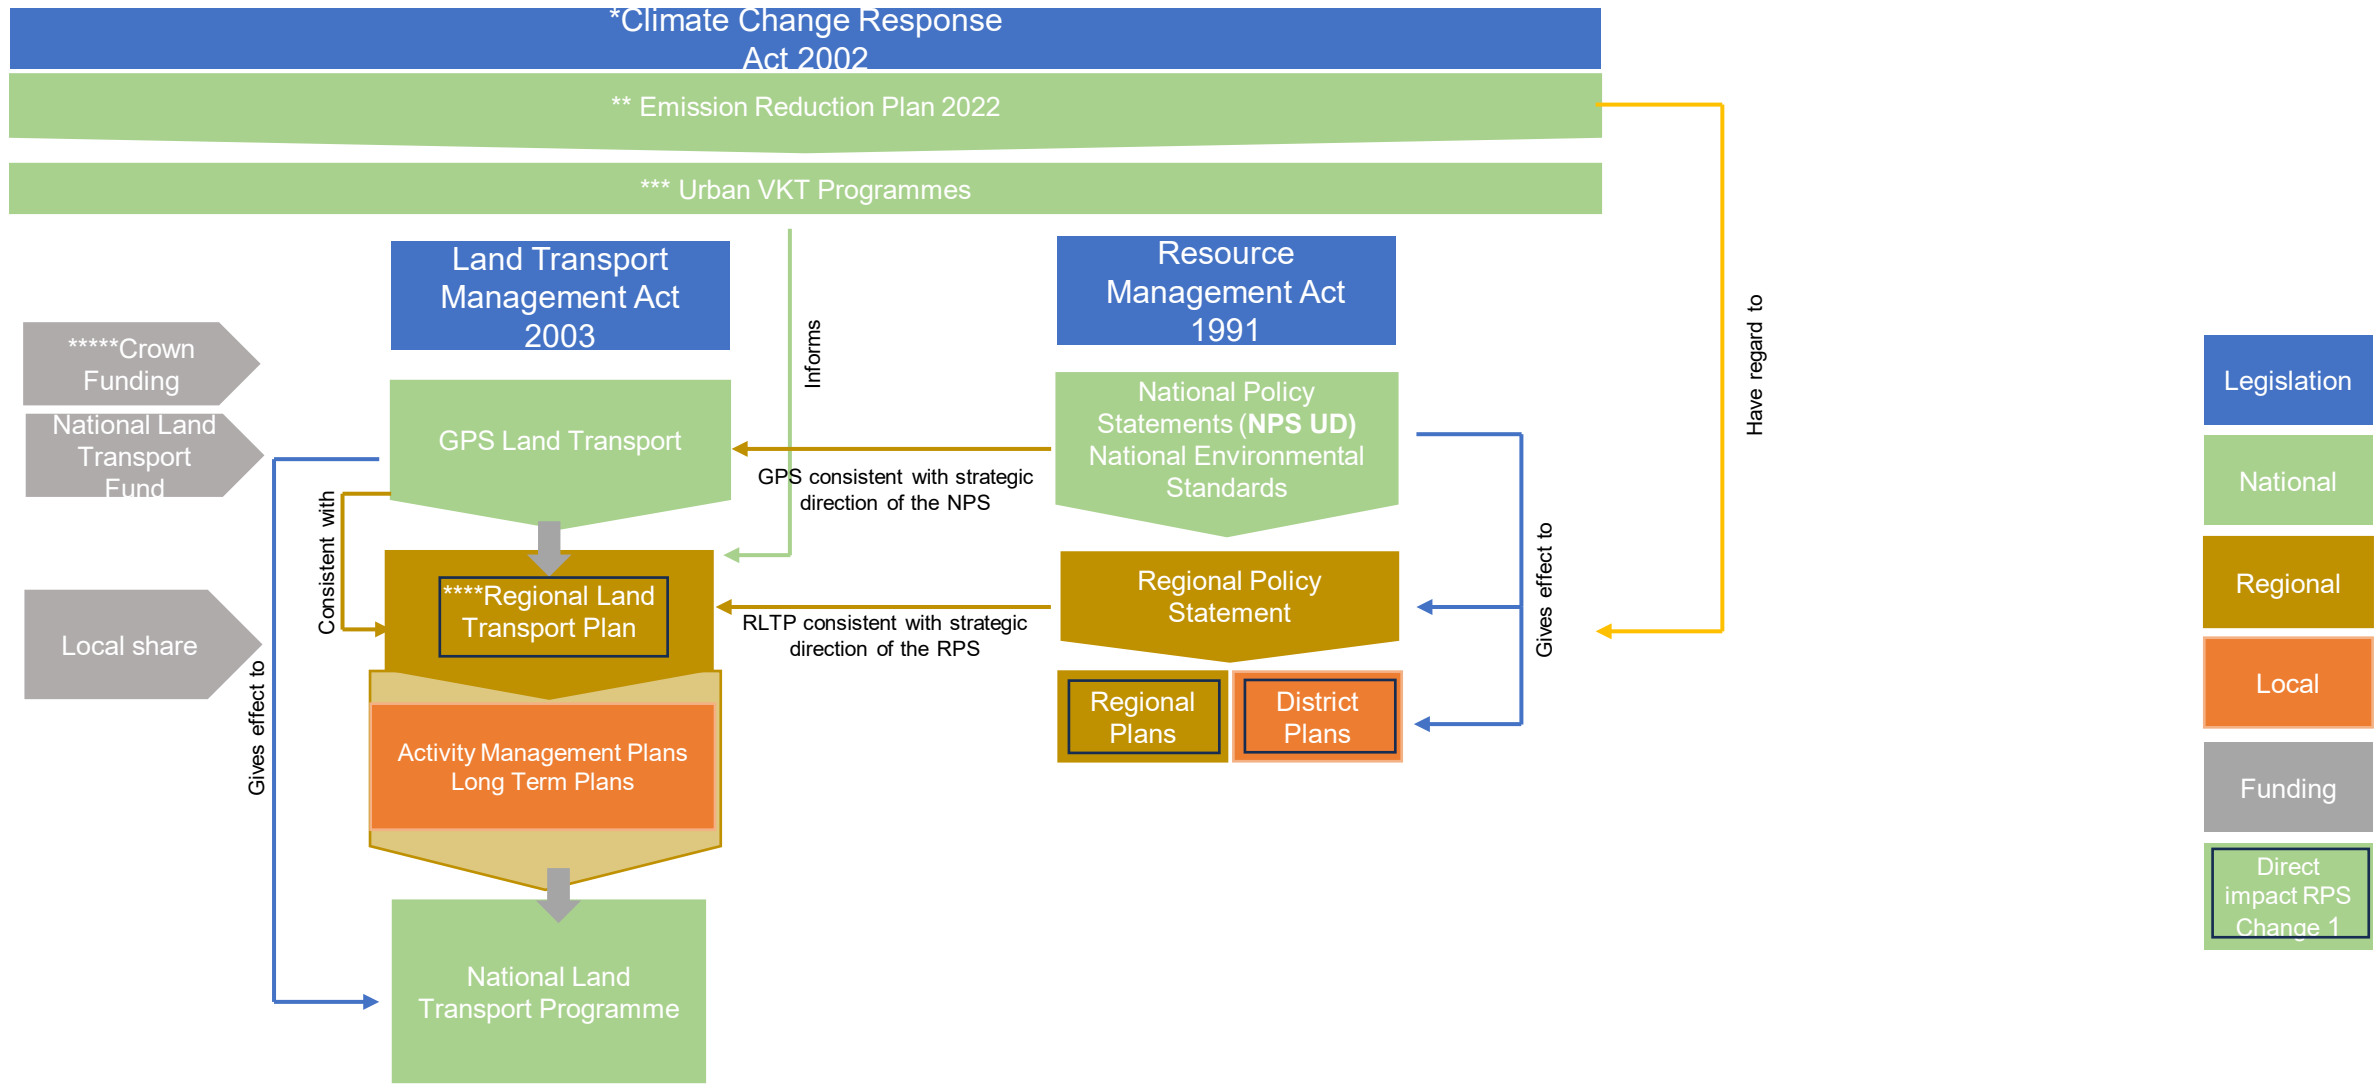 *Climate Change Response
Act 2002
** Emission Reduction Plan 2022
*** Urban VKT Programmes
Land Transport
Management Act
2003
Resource
Management Act
1991
Informs
Have regard to
*****Crown
Funding
National Land
Transport
Fund
Local share
GPS Land Transport
National Policy
Statements (NPS UD)
National Environmental
Standards
GPS consistent with strategic
direction of the NPS
Consistent with
Gives effect to
****Regional Land
Transport Plan
RLTP consistent with strategic
direction of the RPS
Regional Policy
Statement
Gives effect to
Regional
Plans
District
Plans
Activity Management Plans
Long Term Plans
National Land
Transport Programme
Legislation
National
Regional
Local
Funding
Direct
impact RPS
Change 1